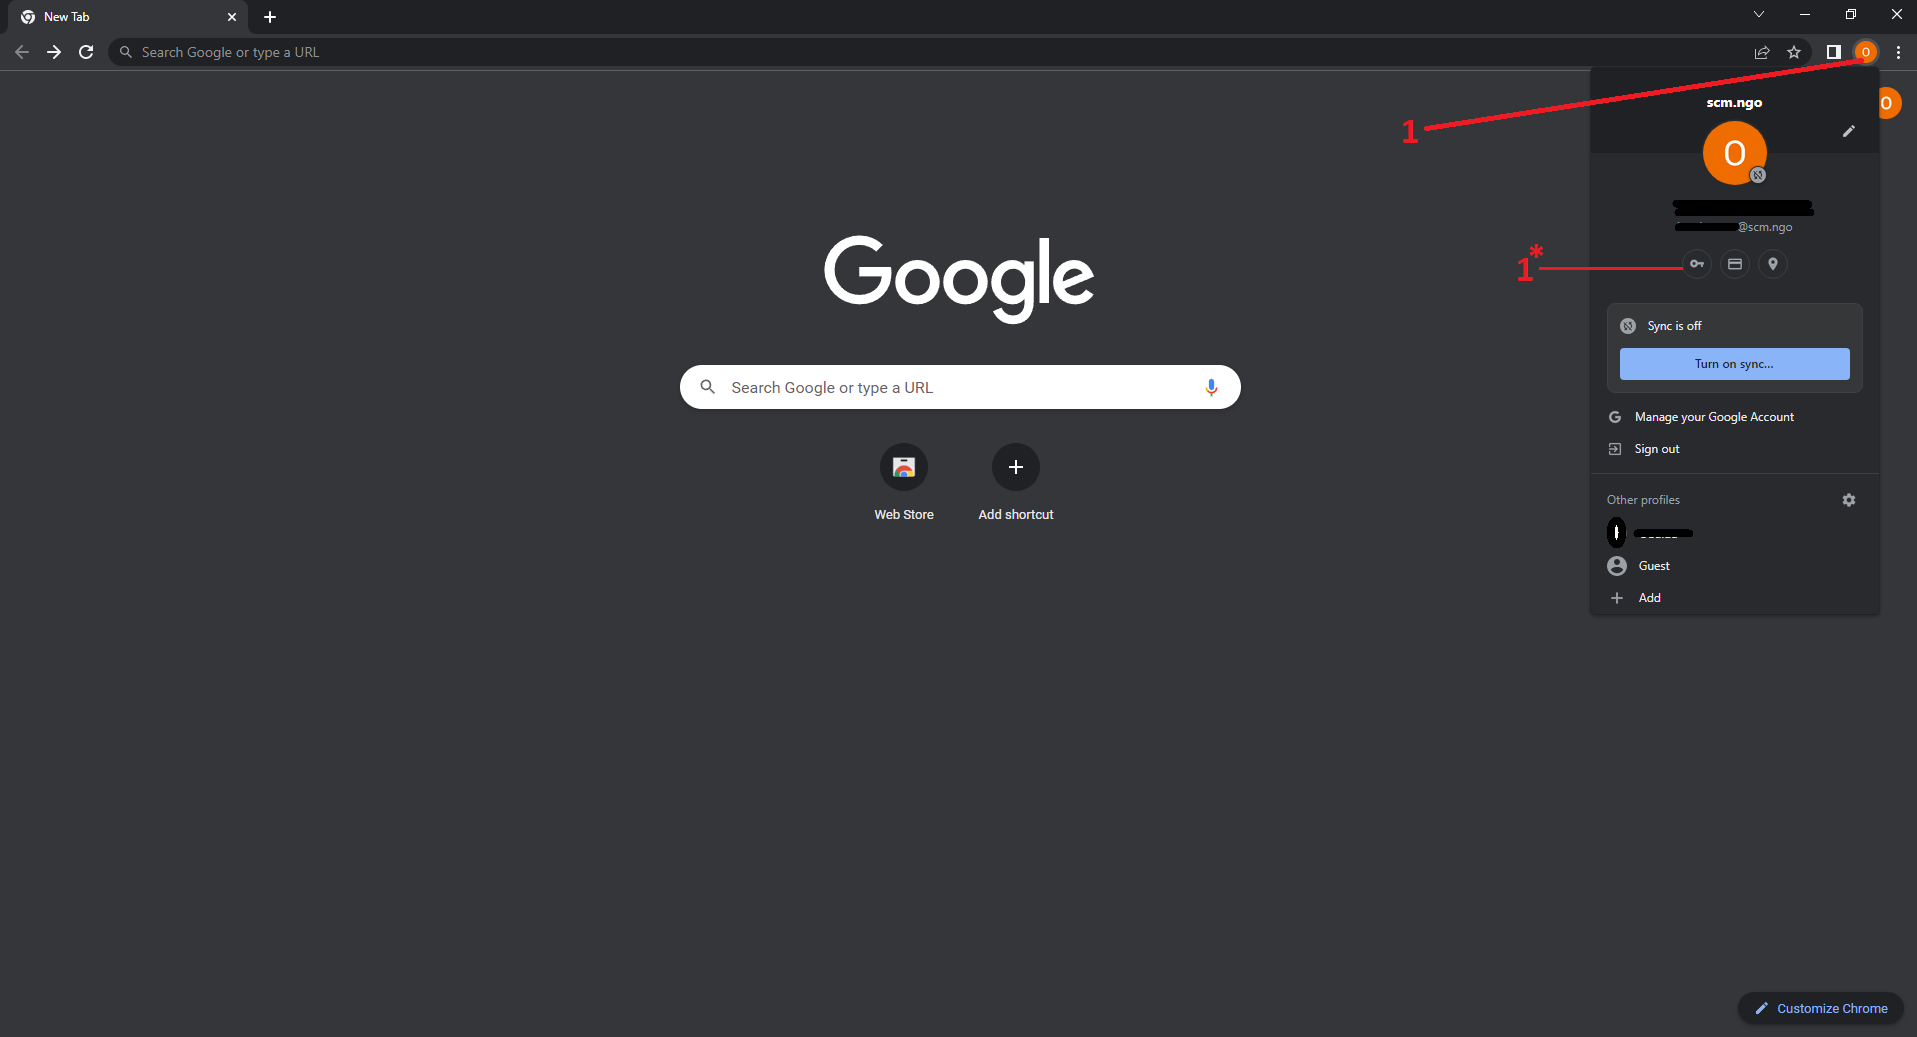 New Tab
Search Google or type a URL
O
1
scm.ngo
O
O
@scm.ngo
1*
Google
Sync is off
Turn on sync...
Search Google or type a URL
Manage your Google Account
Sign out
Other profiles
Web Store
Add shortcut
Guest
Add
Customize Chrome